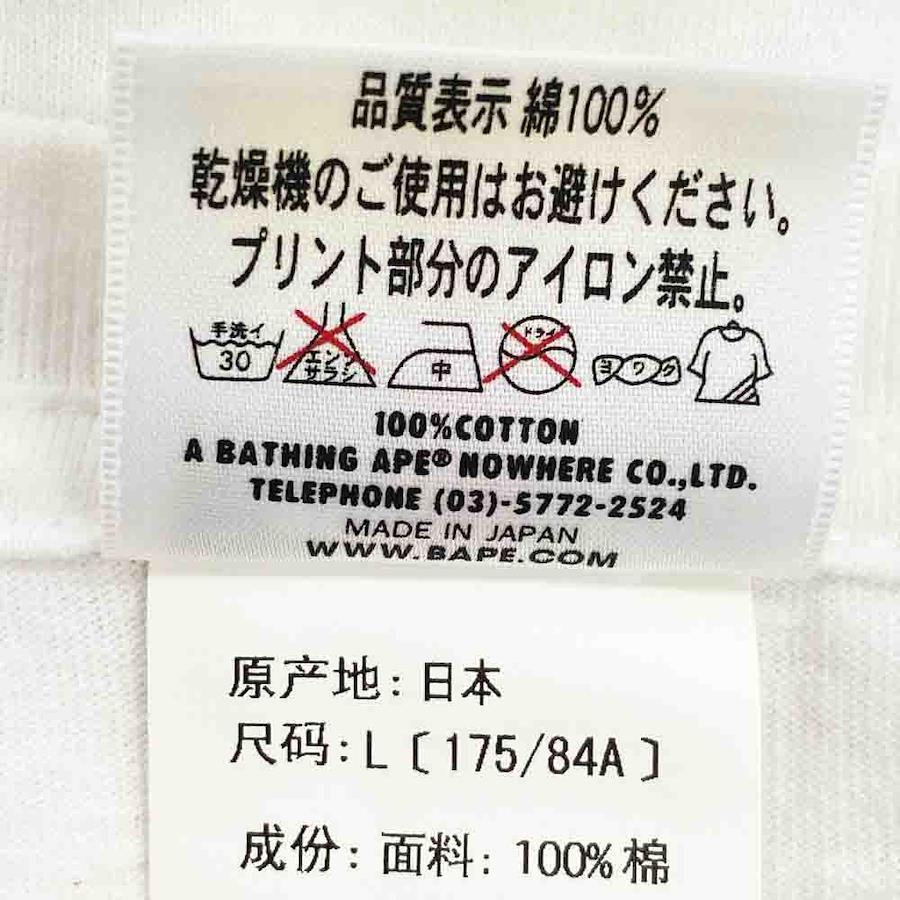 品質表示 綿100%
乾燥機のご使用はお避けください。
プリント部分のアイロン禁止。
手洗イ 30 エンソ サラシ 中 ドライ ヨワク
100%COTTON
A BATHING APE® NOWHERE CO.,LTD.
TELEPHONE (03)-5772-2524
MADE IN JAPAN
WWW.BAPE.COM
原产地: 日本
尺码: L〔175/84A〕
成份: 面料: 100%棉